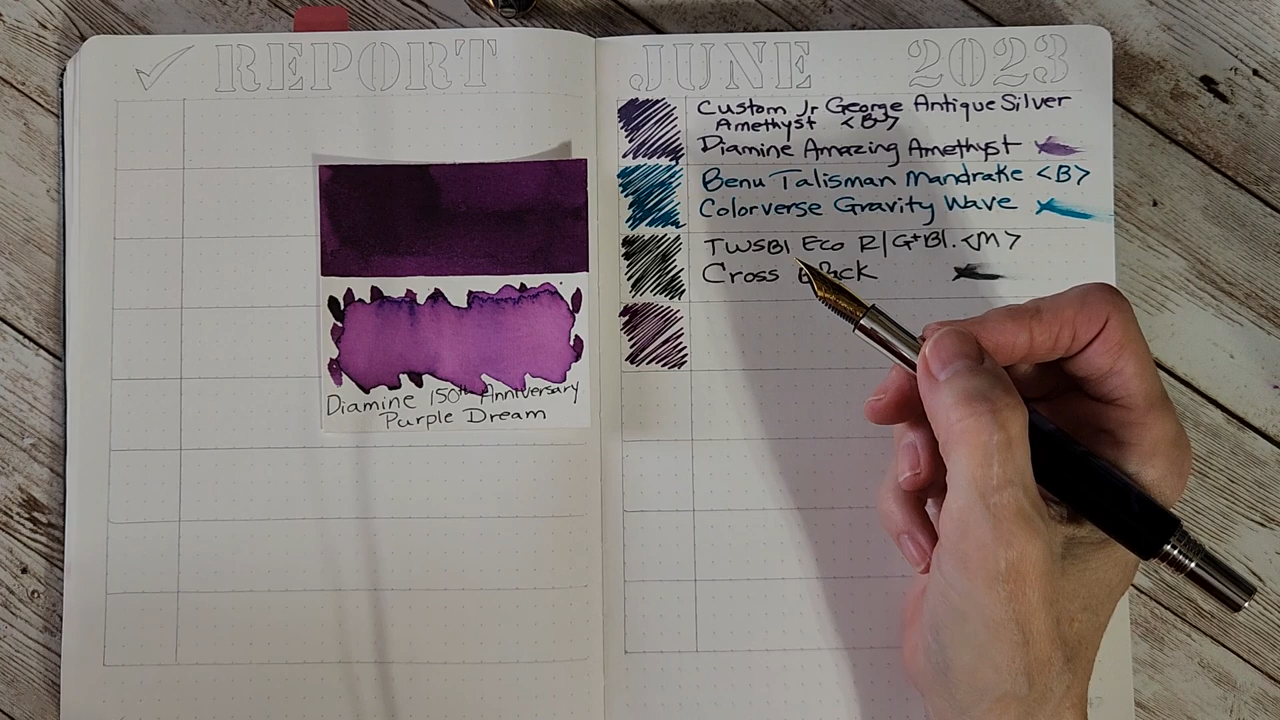 ✓ REPORT
Diamine 150th Anniversary
Purple Dream
JUNE 2023
Custom Jr George Antique Silver
Amethyst <B>
Diamine Amazing Amethyst
Benu Talisman Mandrake <B>
Colorverse Gravity Wave
TWSBI Eco R/G+Bl. <M>
Cross Black